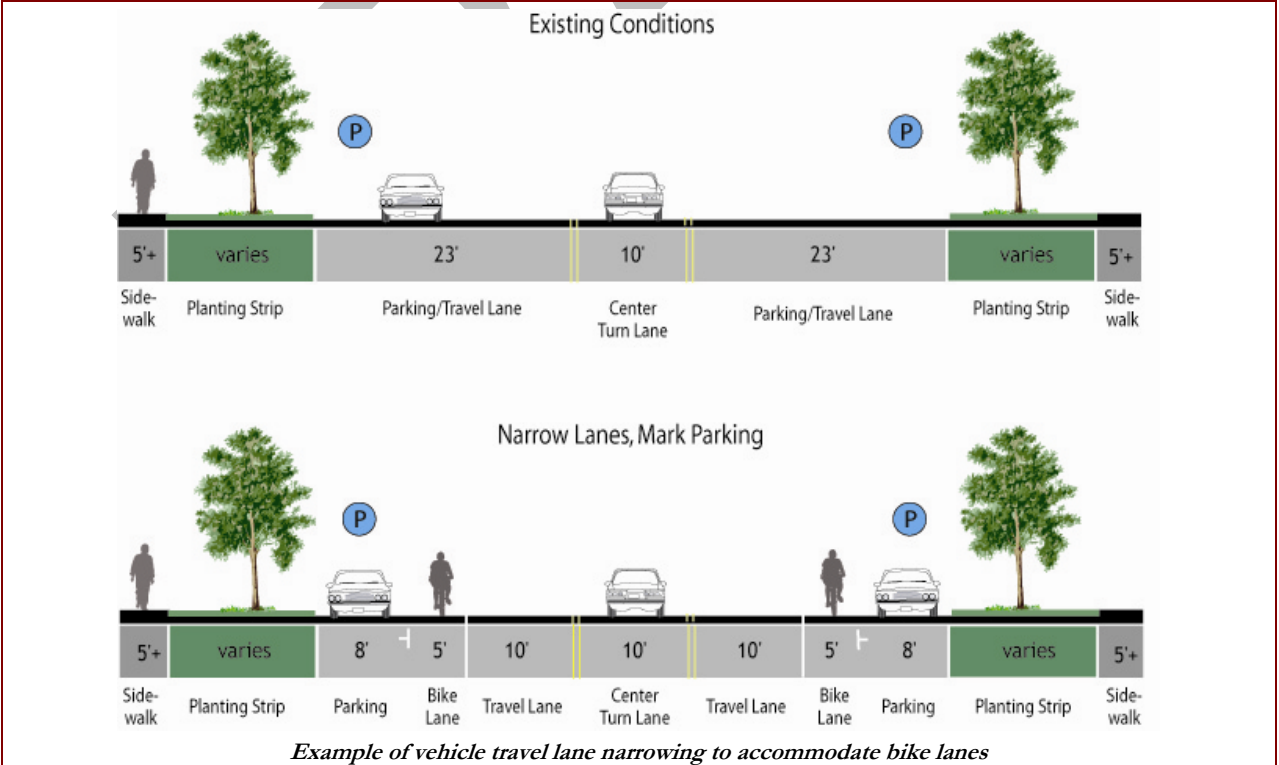 Existing Conditions
P P
5'+ varies 23' 10' 23' varies 5'+
Side-
walk
Planting Strip
Parking/Travel Lane
Center
Turn Lane
Parking/Travel Lane
Planting Strip
Side-
walk
Narrow Lanes, Mark Parking
P P
5'+ varies 8' 5' 10' 10' 10' 5' 8' varies 5'+
Side-
walk
Planting Strip
Parking
Bike
Lane
Travel Lane
Center
Turn Lane
Travel Lane
Bike
Lane
Parking
Planting Strip
Side-
walk
Example of vehicle travel lane narrowing to accommodate bike lanes